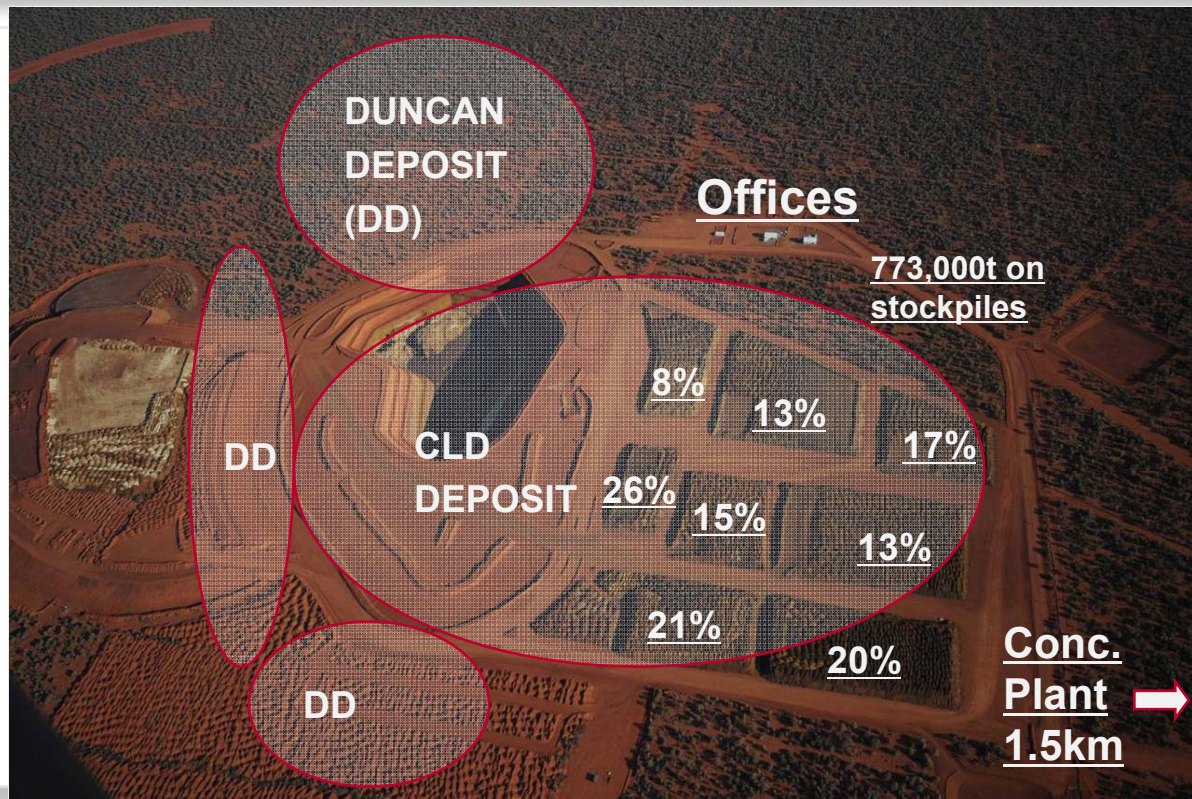 DUNCAN
DEPOSIT
(DD)
Offices
773,000t on
stockpiles
8%
13%
17%
DD
CLD
DEPOSIT
26%
15%
13%
21%
20%
DD
Conc.
Plant
1.5km